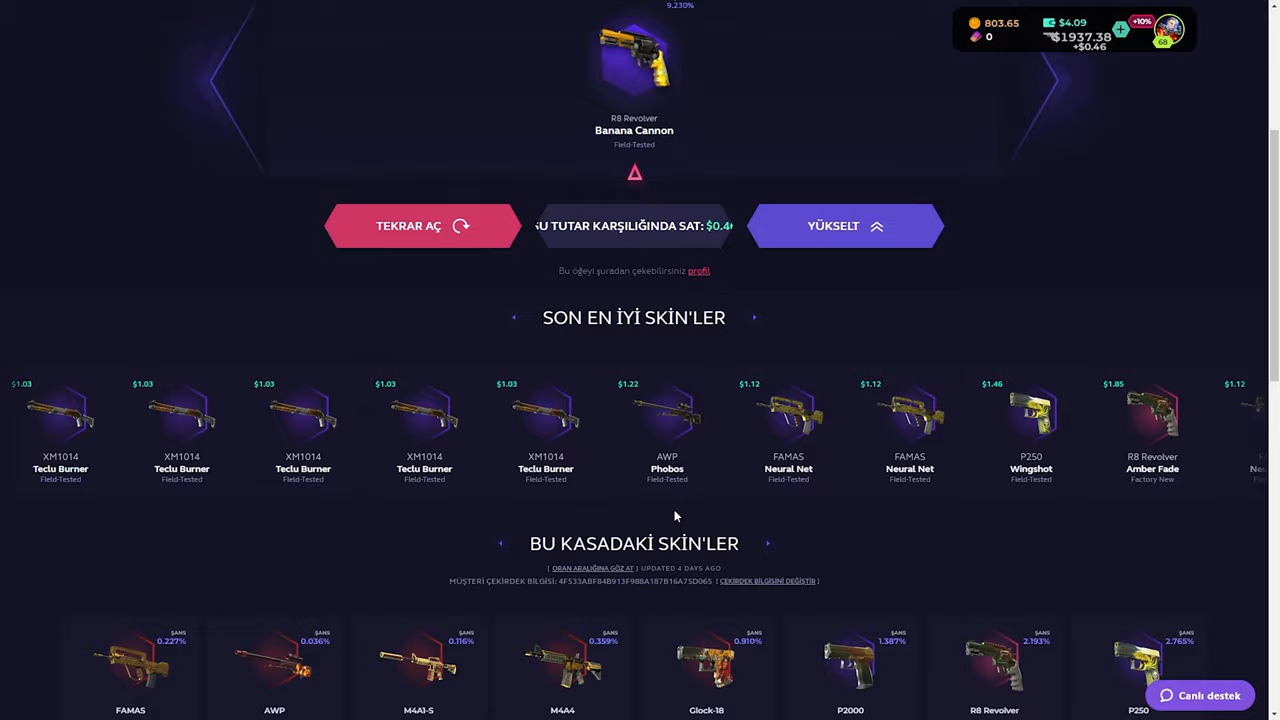 9.230%
803.65
$4.09
+10%
0
$1937.38
68
+$0.46
R8 Revolver
Banana Cannon
Field-Tested
TEKRAR AÇ
TUTAR KARŞILIĞINDA SAT:
YÜKSELT
Bu öğeyi şuradan çekebilirsiniz profil
SON EN İYİ SKİN'LER
$1.03 $1.03 $1.03 $1.03 $1.03 $1.22 $1.12 $1.12 $1.46 $1.85 $1.12
XM1014 XM1014 XM1014 XM1014 XM1014 AWP FAMAS FAMAS P250 R8 Revolver
Teclu Burner Teclu Burner Teclu Burner Teclu Burner Teclu Burner Phobos Neural Net Neural Net Wingshot Amber Fade
Field-Tested Field-Tested Field-Tested Field-Tested Field-Tested Field-Tested Field-Tested Field-Tested Field-Tested Factory New
BU KASADAKİ SKİN'LER
[ ORAN ARALIĞINA GÖZ AT ] UPDATED 4 DAYS AGO
MÜŞTERİ ÇEKİRDEK BİLGİSİ: 4F533ABF84B913F988A187B16A75D065 [ ÇEKİRDEK BİLGİSİNİ DEĞİŞTİR ]
ŞANS ŞANS ŞANS ŞANS ŞANS ŞANS ŞANS ŞANS
0.227% 0.036% 0.116% 0.359% 0.910% 1.387% 2.193% 2.765%
Canlı destek
FAMAS AWP M4A1-S M4A4 Glock-18 P2000 R8 Revolver P250